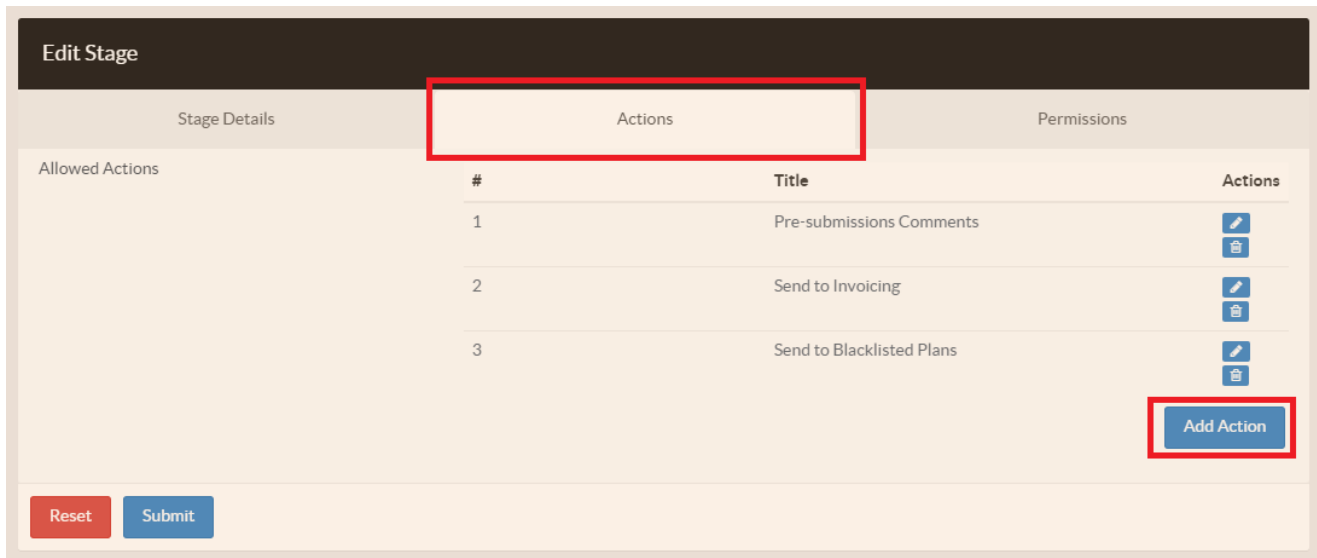 Edit Stage
Stage Details Actions Permissions
Allowed Actions
# Title Actions
1 Pre-submissions Comments
2 Send to Invoicing
3 Send to Blacklisted Plans
Add Action
Reset Submit